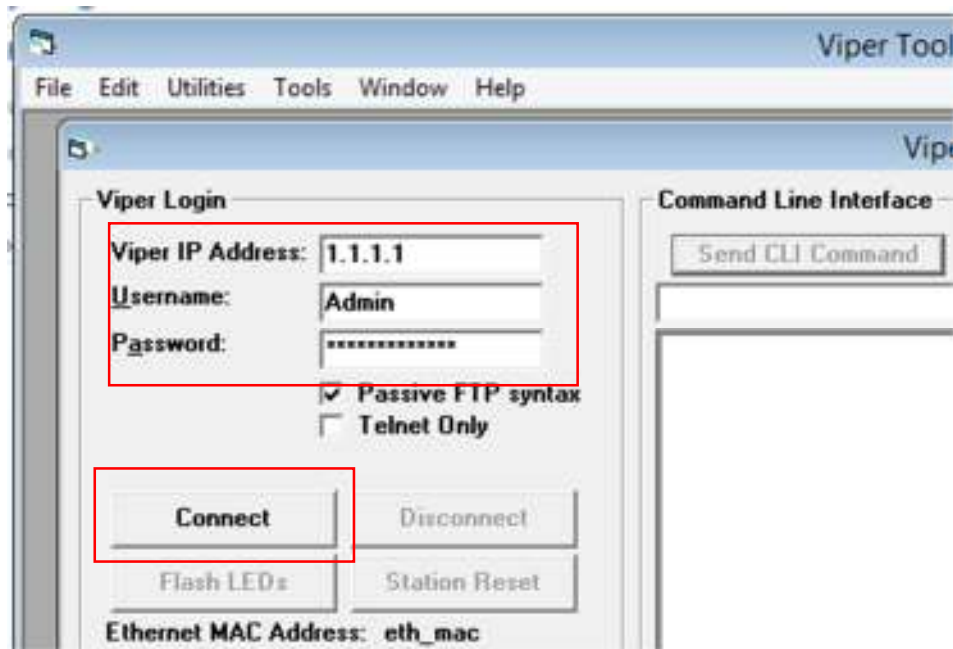 Viper Tool
File Edit Utilities Tools Window Help
Vipe
Viper Login
Viper IP Address: 1.1.1.1
Username: Admin
Password: *************
Passive FTP syntax
Telnet Only
Connect Disconnect
Flash LEDs Station Reset
Ethernet MAC Address: eth_mac
Command Line Interface
Send CLI Command